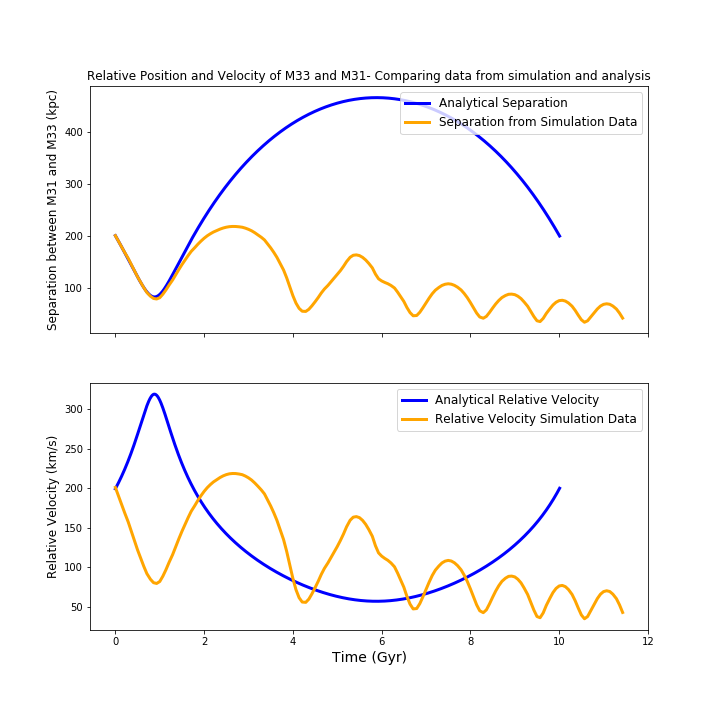 Relative Position and Velocity of M33 and M31- Comparing data from simulation and analysis
Separation between M31 and M33 (kpc)
400
300
200
100
Analytical Separation
Separation from Simulation Data
Relative Velocity (km/s)
300
250
200
150
100
50
Analytical Relative Velocity
Relative Velocity Simulation Data
0 2 4 6 8 10 12
Time (Gyr)